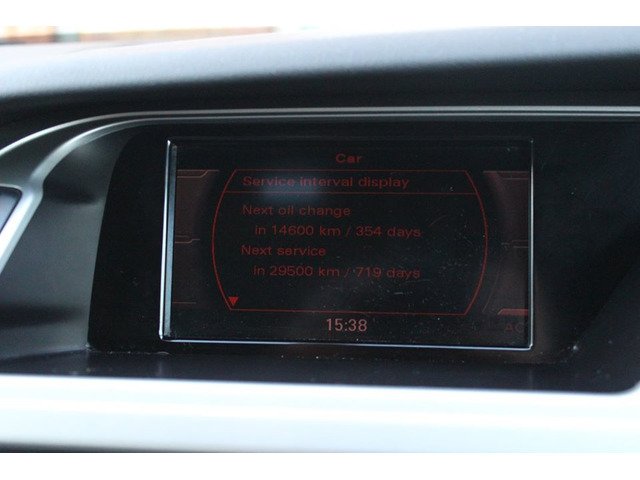 Car
Service interval display
Next oil change
in 14600 km / 354 days
Next service
in 29500 km / 719 days
15:38
AC